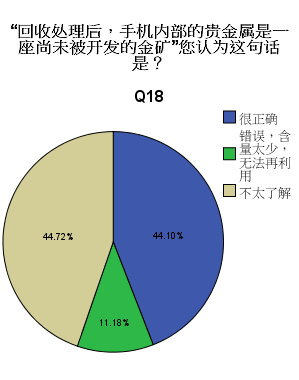 “回收处理后，手机内部的贵金属是一
座尚未被开发的金矿”您认为这句话
是？
Q18
很正确
错误，含
量太少，
无法再利
用
不太了解
44.72%
44.10%
11.18%